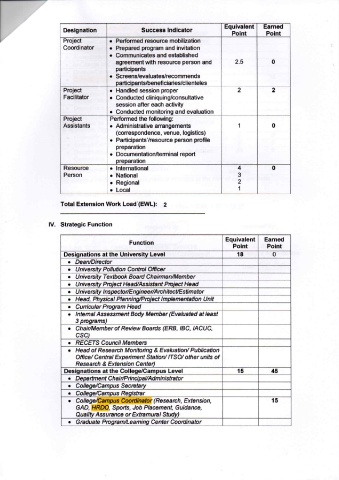 Designation Success Indicator Equivalent Point Earned Point
Project Coordinator
• Performed resource mobilization
• Prepared program and invitation
• Communicates and established
agreement with resource person and 2.5 0
participants
• Screens/evaluates/recommends
participants/beneficiaries/clienteles
Project Facilitator
• Handled session proper 2 2
• Conducted cliniquing/consultative
session after each activity
• Conducted monitoring and evaluation
Project Assistants
Performed the following:
• Administrative arrangements 1 0
(correspondence, venue, logistics)
• Participants'/resource person profile
preparation
• Documentation/terminal report
preparation
Resource Person
• International 4 0
• National 3
• Regional 2
• Local 1
Total Extension Work Load (EWL): 2
IV. Strategic Function
Function Equivalent Point Earned Point
Designations at the University Level 18 0
• Dean/Director
• University Pollution Control Officer
• University Textbook Board Chairman/Member
• University Project Head/Assistant Project Head
• University Inspector/Engineer/Architect/Estimator
• Head, Physical Planning/Project Implementation Unit
• Curricular Program Head
• Internal Assessment Body Member (Evaluated at least
3 programs)
• Chair/Member of Review Boards (ERB, IBC, IACUC,
CSC)
• RECETS Council Members
• Head of Research Monitoring & Evaluation/ Publication
Office/ Central Experiment Station/ ITSO/ other units of
Research & Extension Center)
Designations at the College/Campus Level 15 45
• Department Chair/Principal/Administrator
• College/Campus Secretary
• College/Campus Registrar
• College/Campus Coordinator (Research, Extension, 15
GAD, HRDO, Sports, Job Placement, Guidance,
Quality Assurance or Extramural Study)
• Graduate Program/Learning Center Coordinator